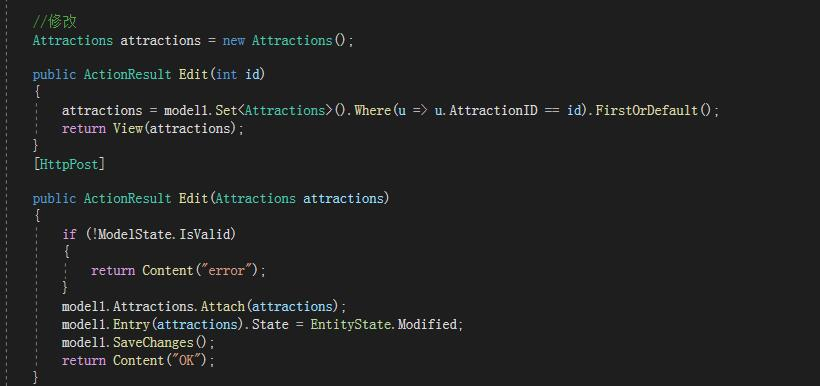 //修改
Attractions attractions = new Attractions();
public ActionResult Edit(int id)
{
attractions = model1.Set<Attractions>().Where(u => u.AttractionID == id).FirstOrDefault();
return View(attractions);
}
[HttpPost]
public ActionResult Edit(Attractions attractions)
{
if (!ModelState.IsValid)
{
return Content("error");
}
model1.Attractions.Attach(attractions);
model1.Entry(attractions).State = EntityState.Modified;
model1.SaveChanges();
return Content("OK");
}